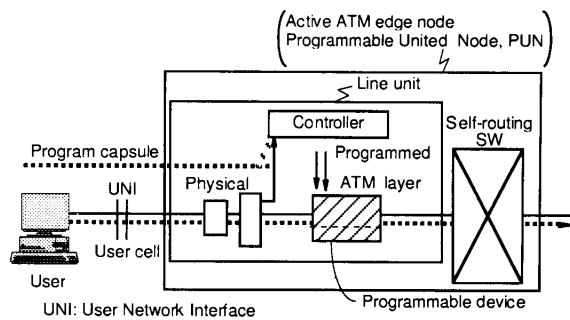 Active ATM edge node
Programmable United Node, PUN
Line unit
Controller
Self-routing
SW
Program capsule
Programmed
UNI
Physical
ATM layer
User cell
User
Programmable device
UNI: User Network Interface